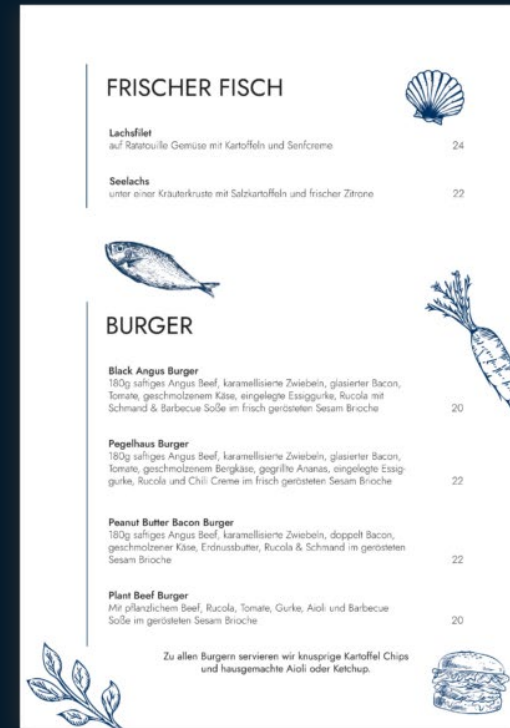 FRISCHER FISCH
Lachsfilet
auf Ratatouille Gemüse mit Kartoffeln und Senfcreme 24
Seelachs
unter einer Kräuterkruste mit Salzkartoffeln und frischer Zitrone 22
BURGER
Black Angus Burger
180g saftiges Angus Beef, karamellisierte Zwiebeln, glasierter Bacon,
Tomate, geschmolzenem Käse, eingelegte Essiggurke, Rucola mit
Schmand & Barbecue Soße im frisch gerösteten Sesam Brioche 20
Pegelhaus Burger
180g saftiges Angus Beef, karamellisierte Zwiebeln, glasierter Bacon,
Tomate, geschmolzenem Bergkäse, gegrillte Ananas, eingelegte Essig-
gurke, Rucola und Chili Creme im frisch gerösteten Sesam Brioche 22
Peanut Butter Bacon Burger
180g saftiges Angus Beef, karamellisierte Zwiebeln, doppelt Bacon,
geschmolzener Käse, Erdnussbutter, Rucola & Schmand im gerösteten
Sesam Brioche 22
Plant Beef Burger
Mit pflanzlichem Beef, Rucola, Tomate, Gurke, Aioli und Barbecue
Soße im gerösteten Sesam Brioche 20
Zu allen Burgern servieren wir knusprige Kartoffel Chips
und hausgemachte Aioli oder Ketchup.